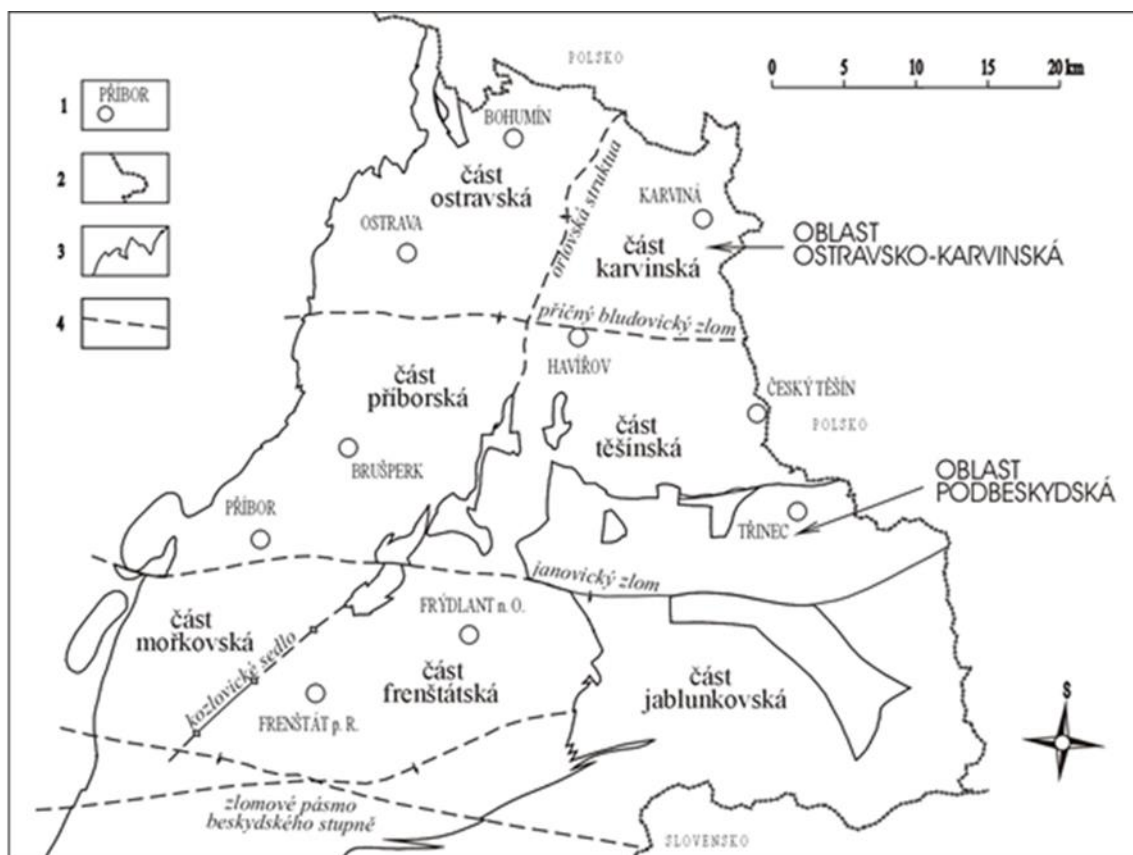 1
PŘÍBOR
2
3
4
POLSKO
0 5 10 15 20 km
BOHUMÍN
část
ostravská
OSTRAVA
orlovská struktua
KARVINÁ
část
karvinská
OBLAST
OSTRAVSKO-KARVINSKÁ
příčný bludovický zlom
HAVÍŘOV
část
příborská
ČESKÝ TĚŠÍN
POLSKO
část
těšínská
BRUŠPERK
OBLAST
PODBESKYDSKÁ
PŘÍBOR
TŘINEC
janovický zlom
FRÝDLANT n. O.
část
mořkovská
kozlovické sedlo
část
frenštátská
část
jablunkovská
FRENŠTÁT p. R.
S
zlomové pásmo
beskydského stupně
SLOVENSKO